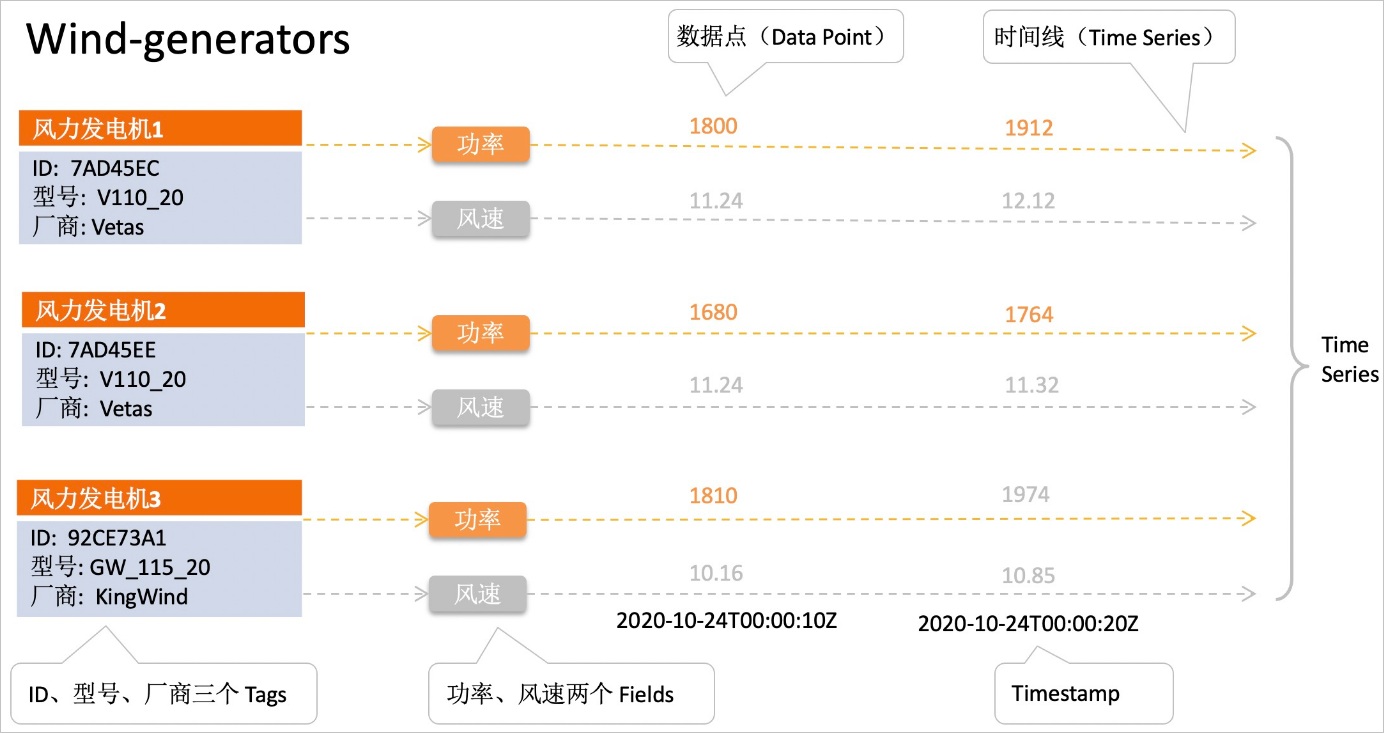 Wind-generators
数据点（Data Point）
时间线（Time Series）
风力发电机1
ID: 7AD45EC
型号: V110_20
厂商: Vetas
功率
1800
1912
风速
11.24
12.12
风力发电机2
ID: 7AD45EE
型号: V110_20
厂商: Vetas
功率
1680
1764
风速
11.24
11.32
Time
Series
风力发电机3
ID: 92CE73A1
型号: GW_115_20
厂商: KingWind
功率
1810
1974
风速
10.16
10.85
2020-10-24T00:00:10Z
2020-10-24T00:00:20Z
ID、型号、厂商三个 Tags
功率、风速两个 Fields
Timestamp